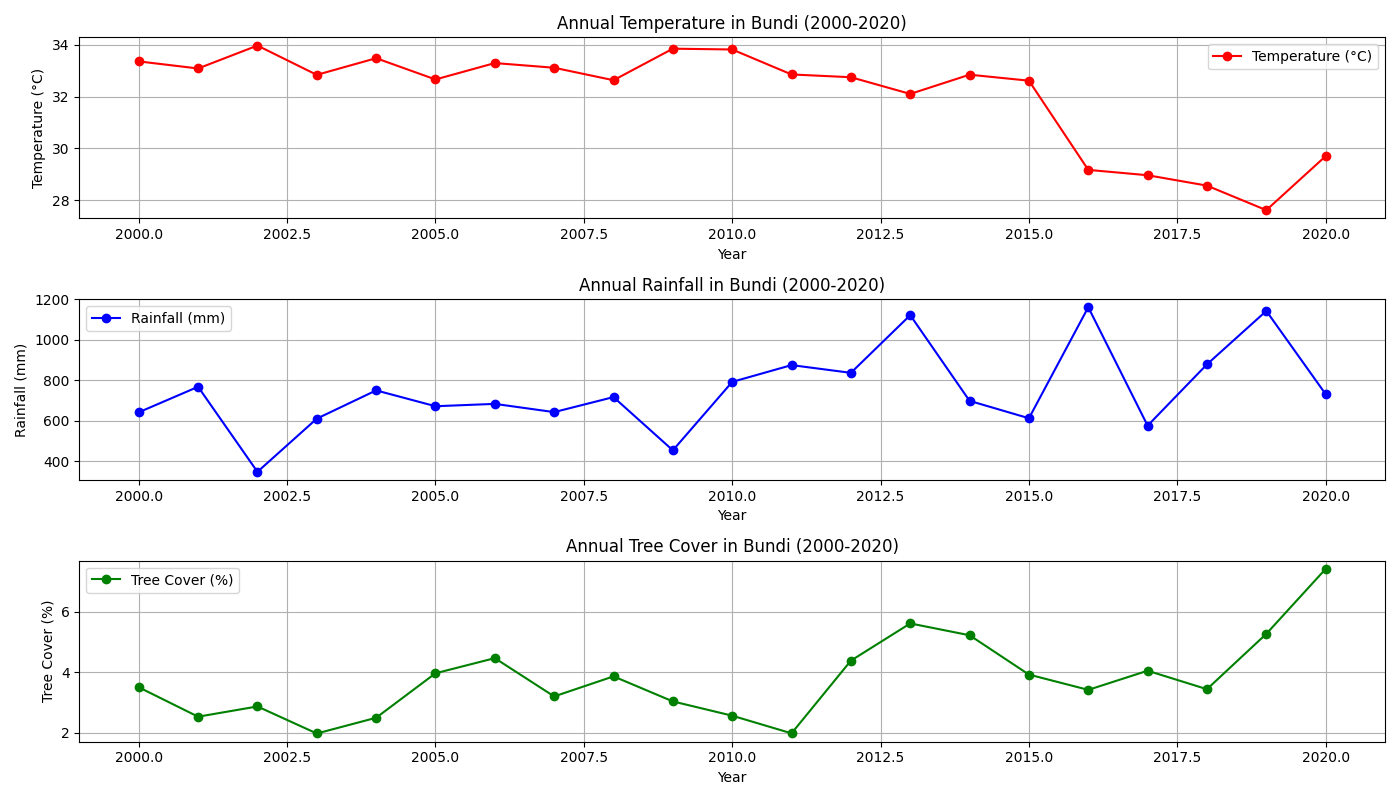 Annual Temperature in Bundi (2000-2020)
34
32
30
28
Temperature (°C)
Temperature (°C)
2000.0 2002.5 2005.0 2007.5 2010.0 2012.5 2015.0 2017.5 2020.0
Year
Annual Rainfall in Bundi (2000-2020)
1200
1000
800
600
400
Rainfall (mm)
Rainfall (mm)
2000.0 2002.5 2005.0 2007.5 2010.0 2012.5 2015.0 2017.5 2020.0
Year
Annual Tree Cover in Bundi (2000-2020)
6
4
2
Tree Cover (%)
Tree Cover (%)
2000.0 2002.5 2005.0 2007.5 2010.0 2012.5 2015.0 2017.5 2020.0
Year